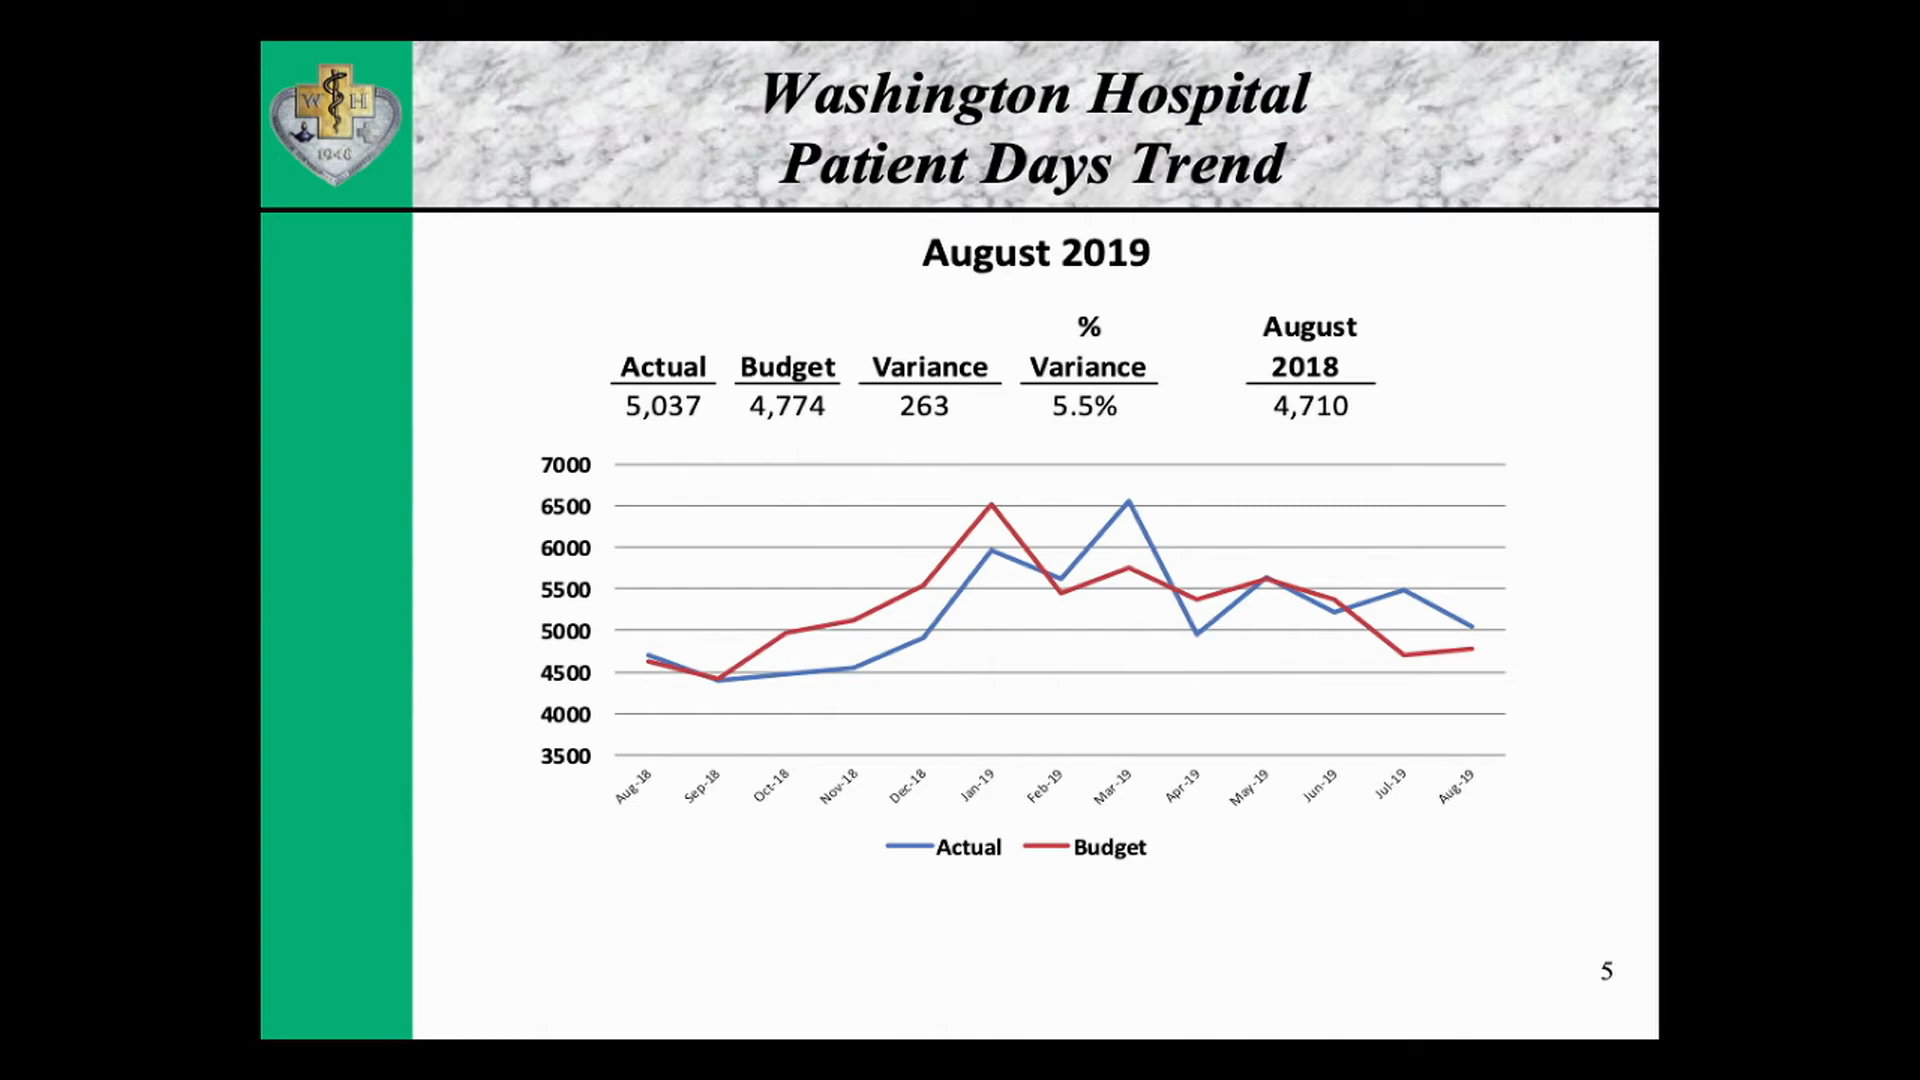 W H
1948
Washington Hospital
Patient Days Trend
August 2019
% August
Actual Budget Variance Variance 2018
5,037 4,774 263 5.5% 4,710
7000
6500
6000
5500
5000
4500
4000
3500
Aug-18 Sep-18 Oct-18 Nov-18 Dec-18 Jan-19 Feb-19 Mar-19 Apr-19 May-19 Jun-19 Jul-19 Aug-19
Actual Budget
5